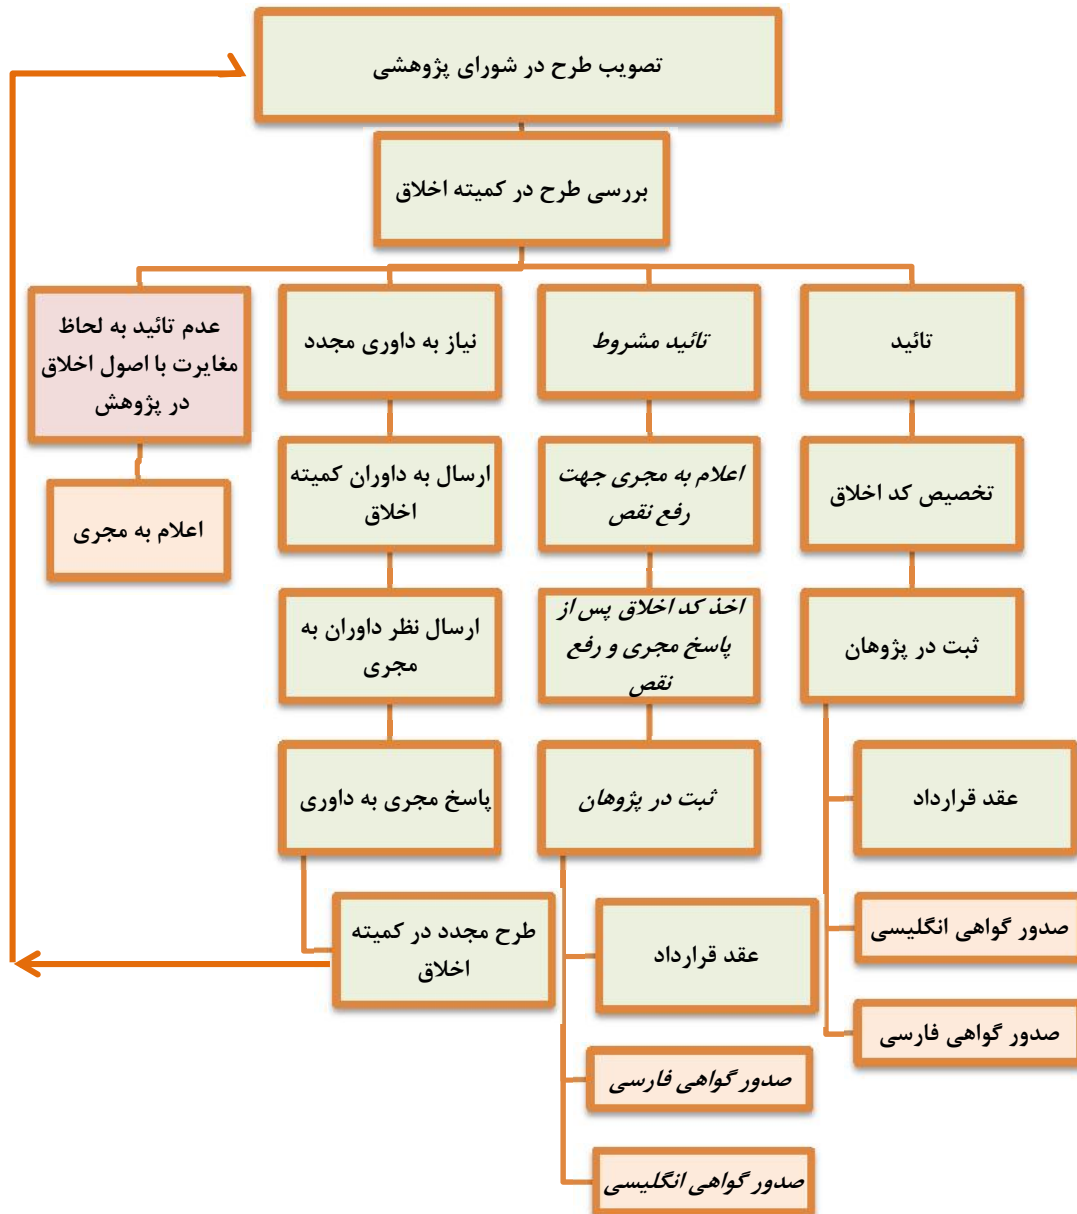 تصویب طرح در شورای پژوهشی
بررسی طرح در کمیته اخلاق
تائید
تخصیص کد اخلاق
ثبت در پژوهان
عقد قرارداد
صدور گواهی انگلیسی
صدور گواهی فارسی
تائید مشروط
اعلام به مجری جهت
رفع نقص
اخذ کد اخلاق پس از
پاسخ مجری و رفع
نقص
ثبت در پژوهان
عقد قرارداد
صدور گواهی فارسی
صدور گواهی انگلیسی
نیاز به داوری مجدد
ارسال به داوران کمیته
اخلاق
ارسال نظر داوران به
مجری
پاسخ مجری به داوری
طرح مجدد در کمیته
اخلاق
عدم تائید به لحاظ
مغایرت با اصول اخلاق
در پژوهش
اعلام به مجری